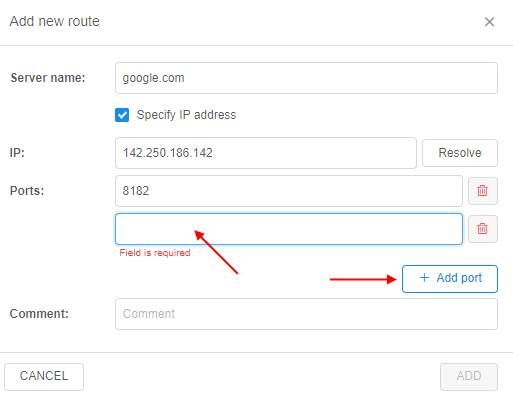 Add new route
Server name: google.com
Specify IP address
IP: 142.250.186.142 Resolve
Ports: 8182
Field is required
+ Add port
Comment: Comment
CANCEL ADD